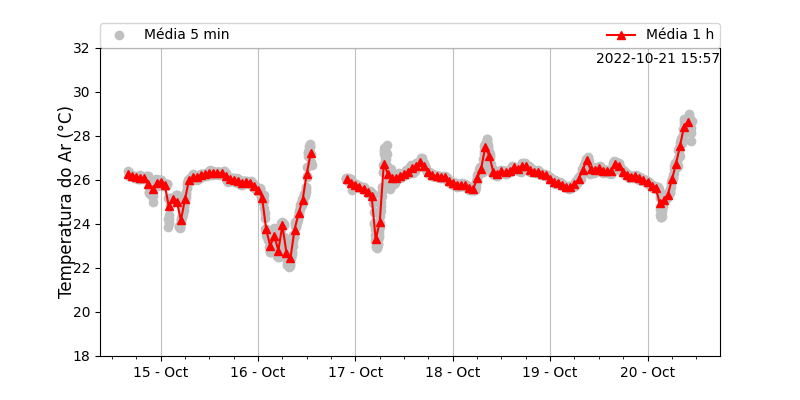 Média 5 min
Média 1 h
2022-10-21 15:57
Temperatura do Ar (°C)
32
30
28
26
24
22
20
18
15 - Oct
16 - Oct
17 - Oct
18 - Oct
19 - Oct
20 - Oct